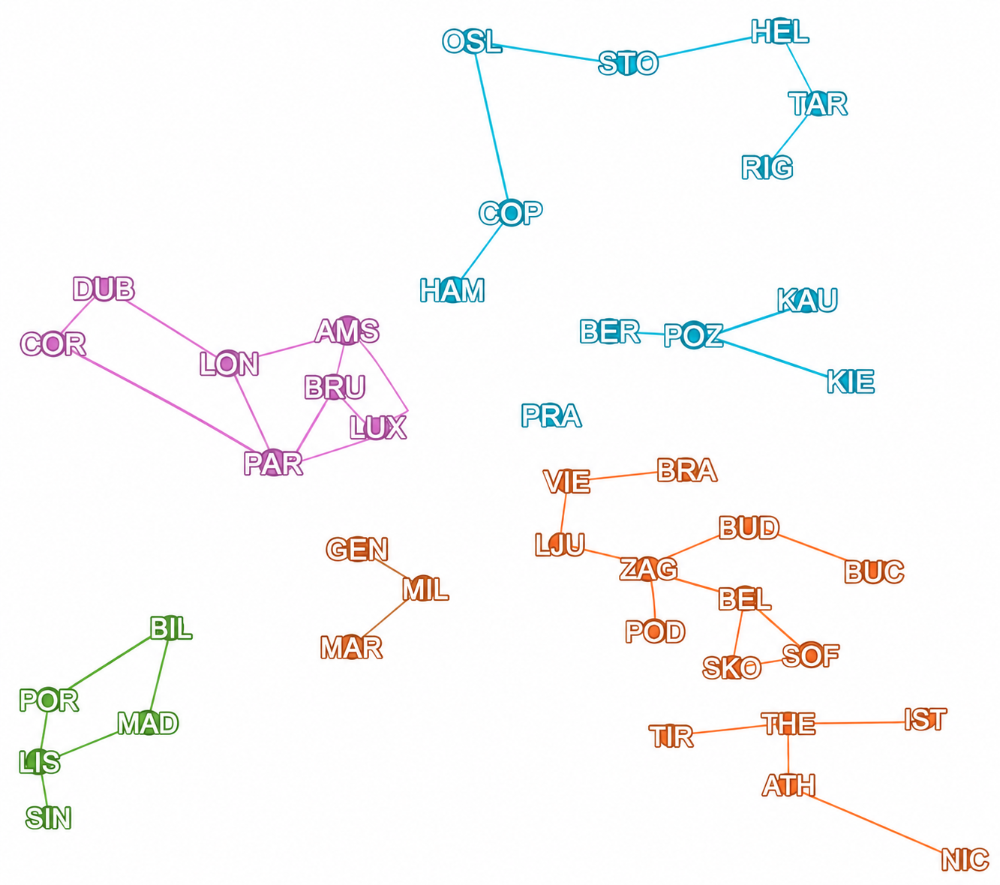 OSL
HEL
STO
TAR
RIG
COP
HAM
DUB
KAU
AMS
BER
POZ
COR
LON
BRU
KIE
PRA
LUX
PAR
VIE
BRA
BUD
LJU
GEN
ZAG
BUC
MIL
BEL
BIL
POD
MAR
SOF
SKO
POR
MAD
THE
IST
TIR
LIS
ATH
SIN
NIC